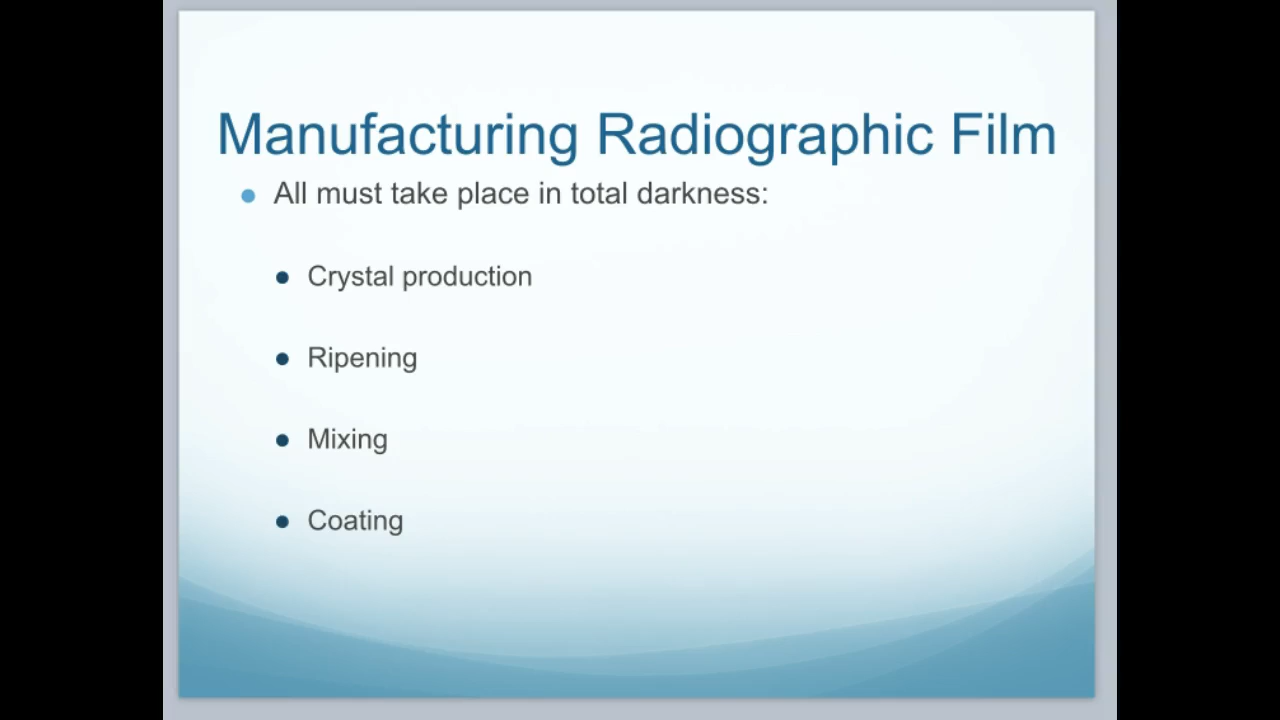 Manufacturing Radiographic Film
All must take place in total darkness:
Crystal production
Ripening
Mixing
Coating